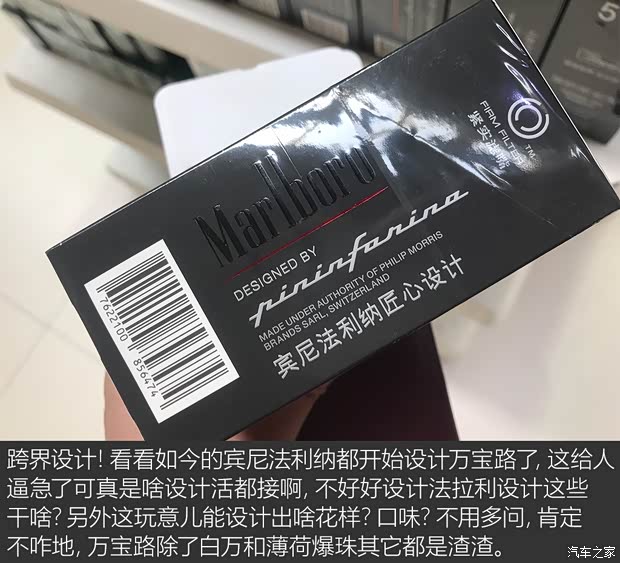 5
FIRM FILTER™
紧实滤嘴
Marlboro
DESIGNED BY
pininfarina
MADE UNDER AUTHORITY OF PHILIP MORRIS
BRANDS SARL, SWITZERLAND
宾尼法利纳匠心设计
7622100 856474
跨界设计! 看看如今的宾尼法利纳都开始设计万宝路了, 这给人
逼急了可真是啥设计活都接啊, 不好好设计法拉利设计这些
干啥? 另外这玩意儿能设计出啥花样? 口味? 不用多问, 肯定
不咋地, 万宝路除了白万和薄荷爆珠其它都是渣渣。
汽车之家